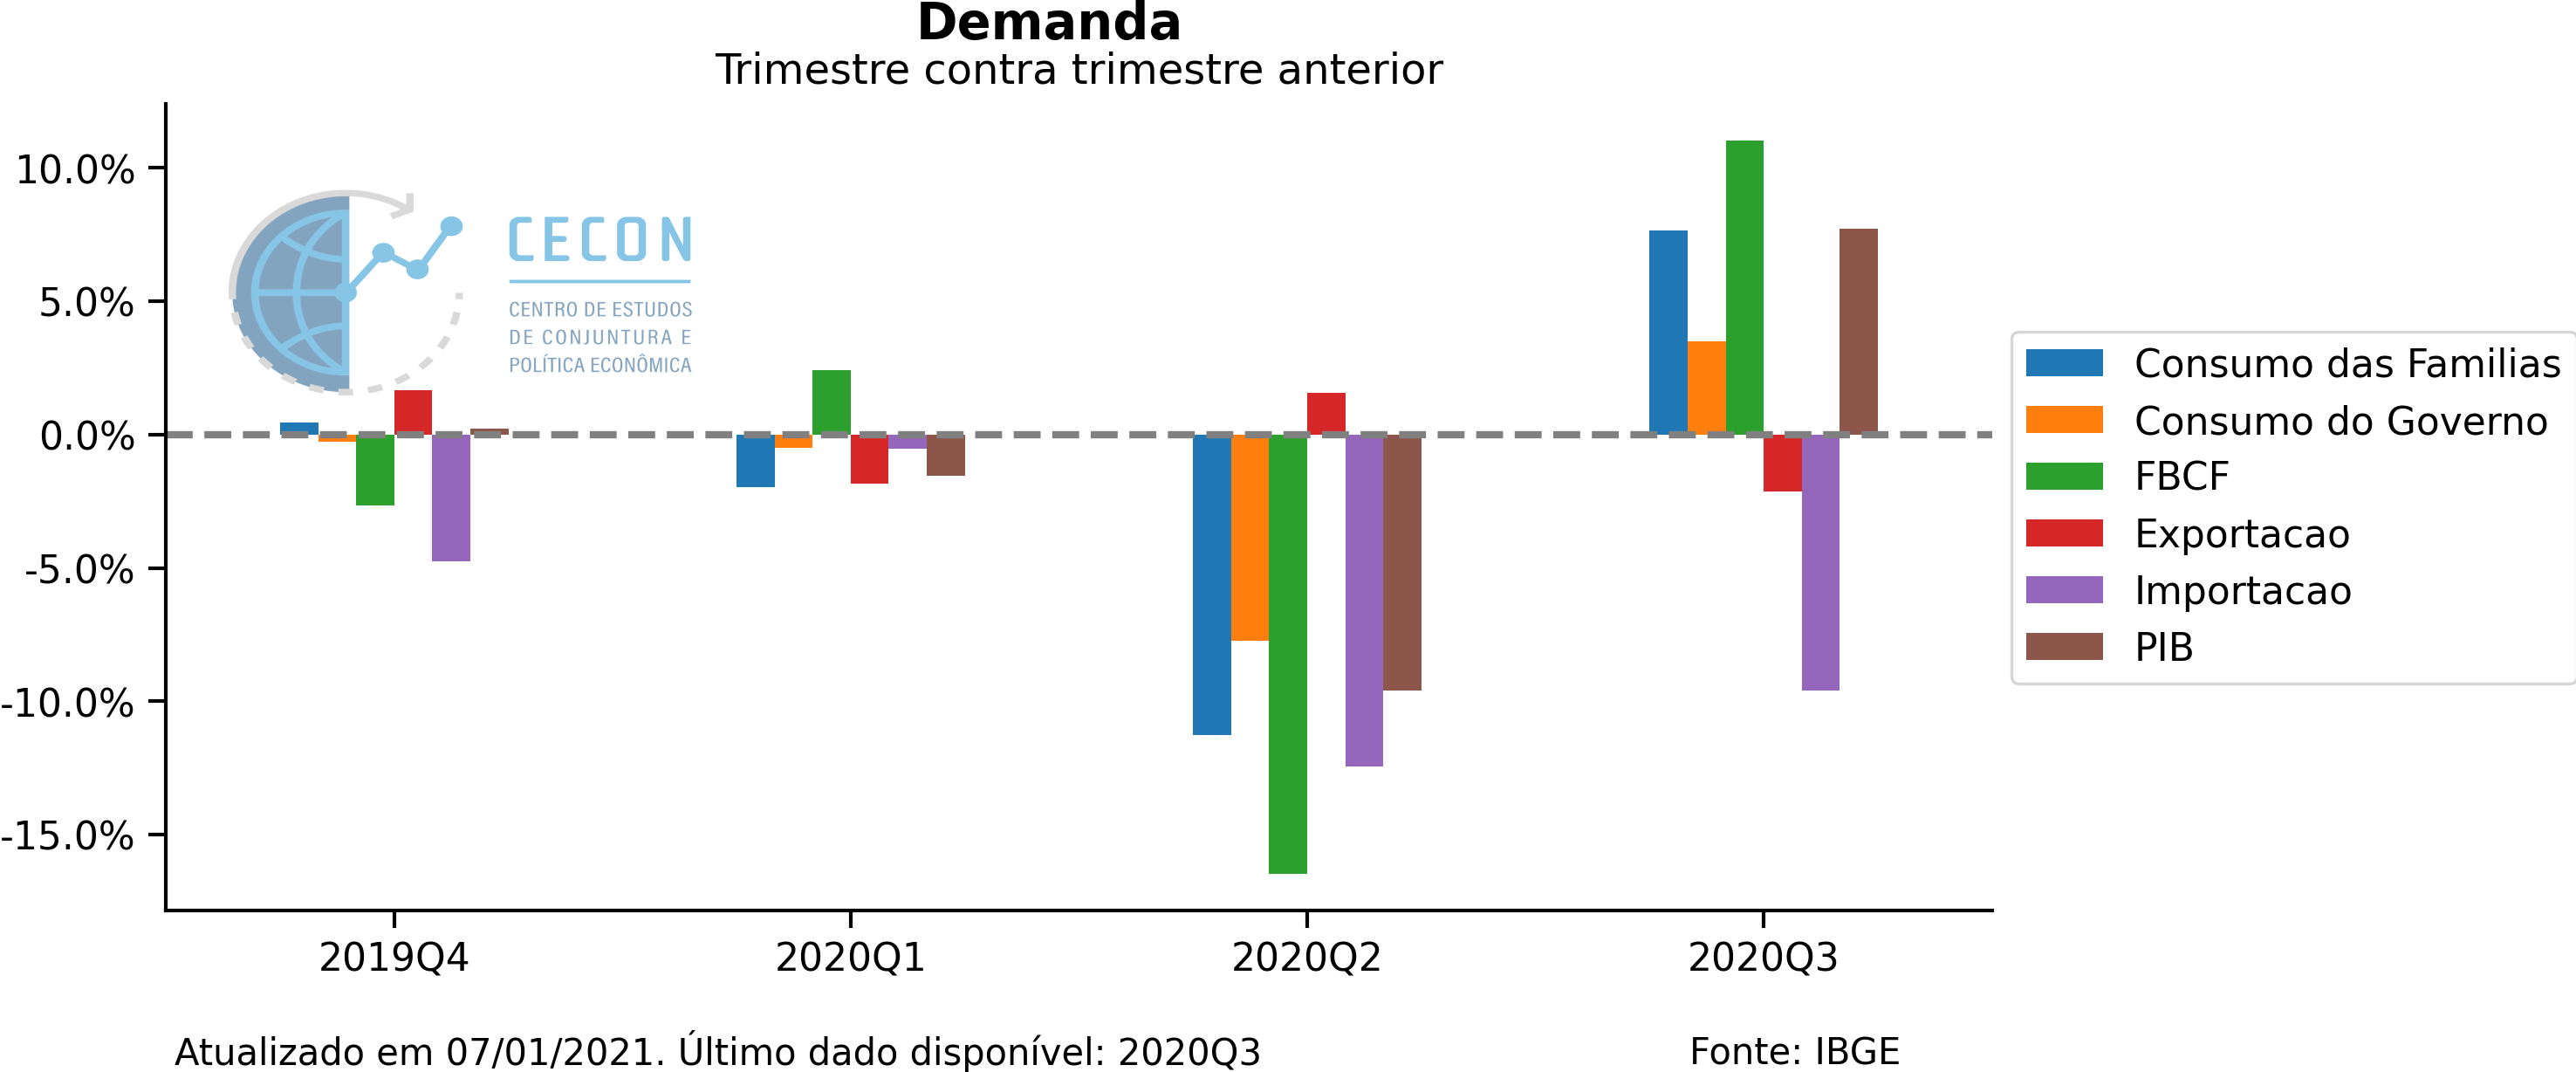 Demanda
Trimestre contra trimestre anterior
10.0%
5.0%
0.0%
-5.0%
-10.0%
-15.0%
CECON
CENTRO DE ESTUDOS
DE CONJUNTURA E
POLÍTICA ECONÔMICA
Consumo das Familias
Consumo do Governo
FBCF
Exportacao
Importacao
PIB
2019Q4
2020Q1
2020Q2
2020Q3
Atualizado em 07/01/2021. Último dado disponível: 2020Q3
Fonte: IBGE